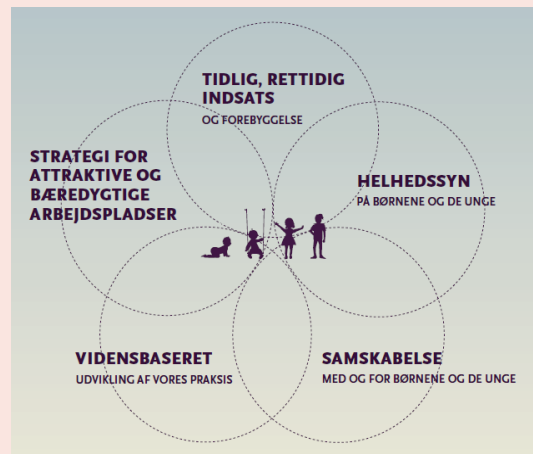 TIDLIG, RETTIDIG
INDSATS
OG FOREBYGGELSE
STRATEGI FOR
ATTRAKTIVE OG
BÆREDYGTIGE
ARBEJDSPLADSER
HELHEDSSYN
PÅ BØRNENE OG DE UNGE
VIDENSBASERET
UDVIKLING AF VORES PRAKSIS
SAMSKABELSE
MED OG FOR BØRNENE OG DE UNGE